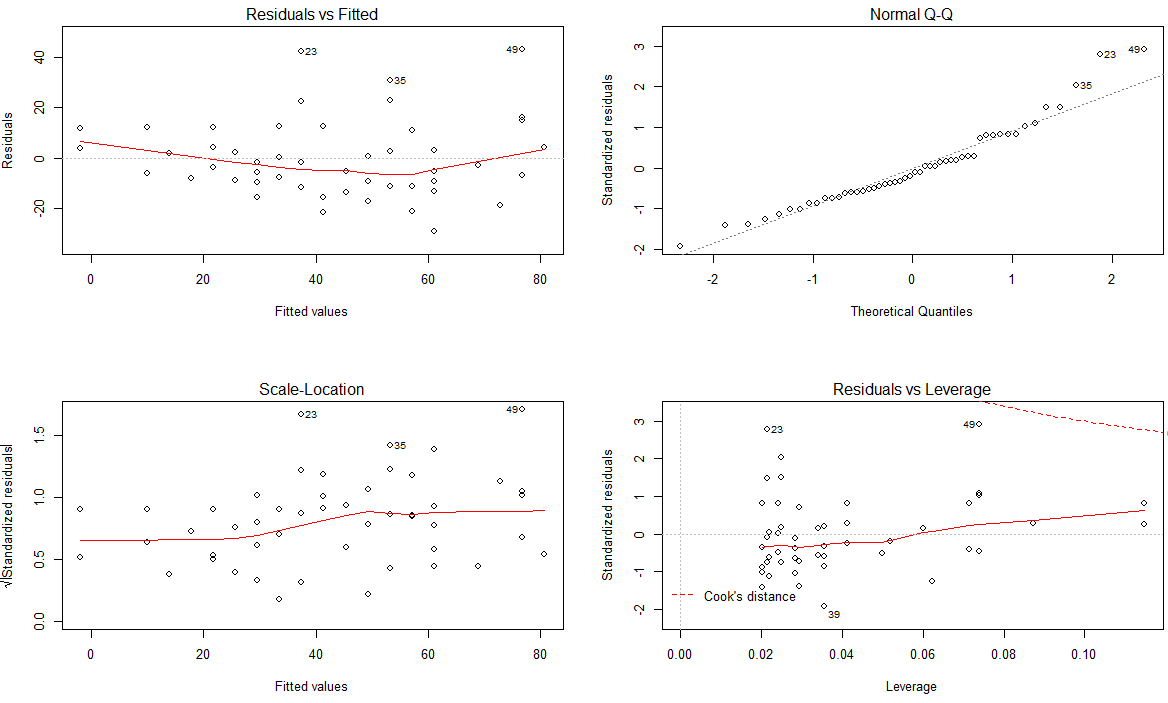 Residuals vs Fitted
Residuals
40
20
0
-20
23
49
35
0 20 40 60 80
Fitted values
Normal Q-Q
Standardized residuals
3
2
1
0
-1
-2
49
23
35
-2 -1 0 1 2
Theoretical Quantiles
Scale-Location
√|Standardized residuals|
1.5
1.0
0.5
0.0
23
49
35
0 20 40 60 80
Fitted values
Residuals vs Leverage
Standardized residuals
3
2
1
0
-1
-2
23
49
Cook's distance
39
0.00 0.02 0.04 0.06 0.08 0.10
Leverage